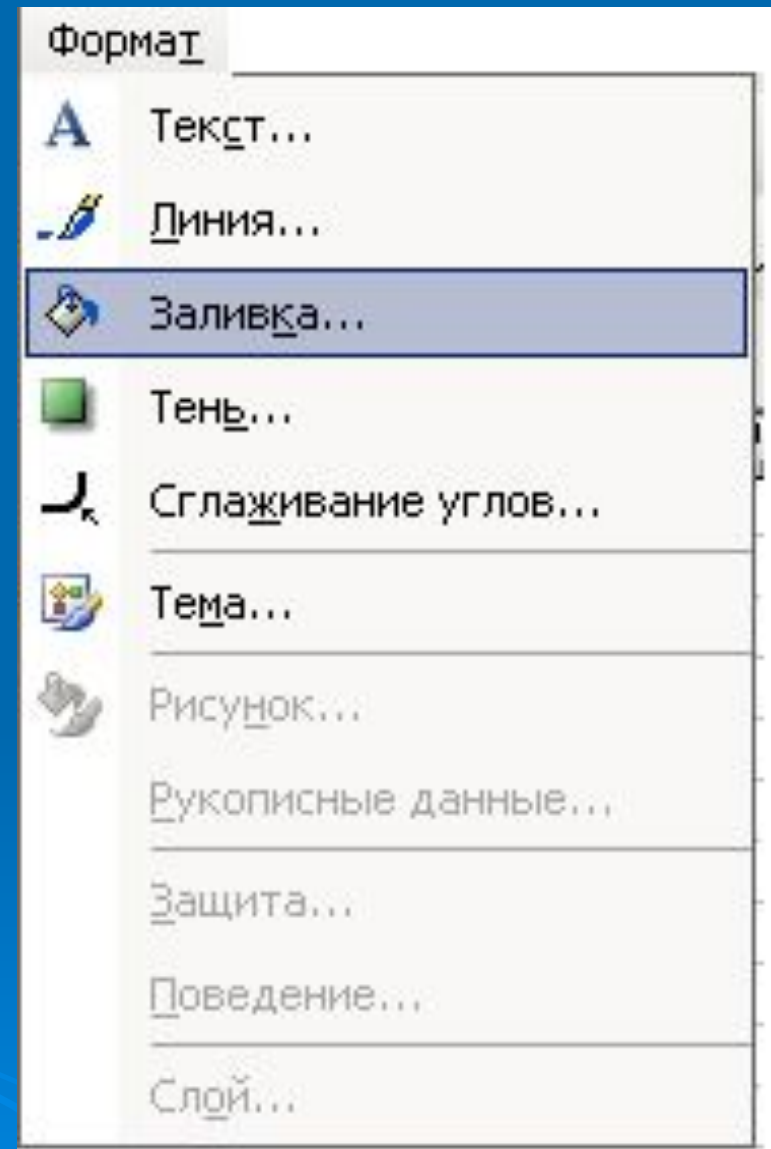 Формат
Текст...
Линия...
Заливка...
Тень...
Сглаживание углов...
Тема...
Рисунок...
Рукописные данные...
Защита...
Поведение...
Слой...